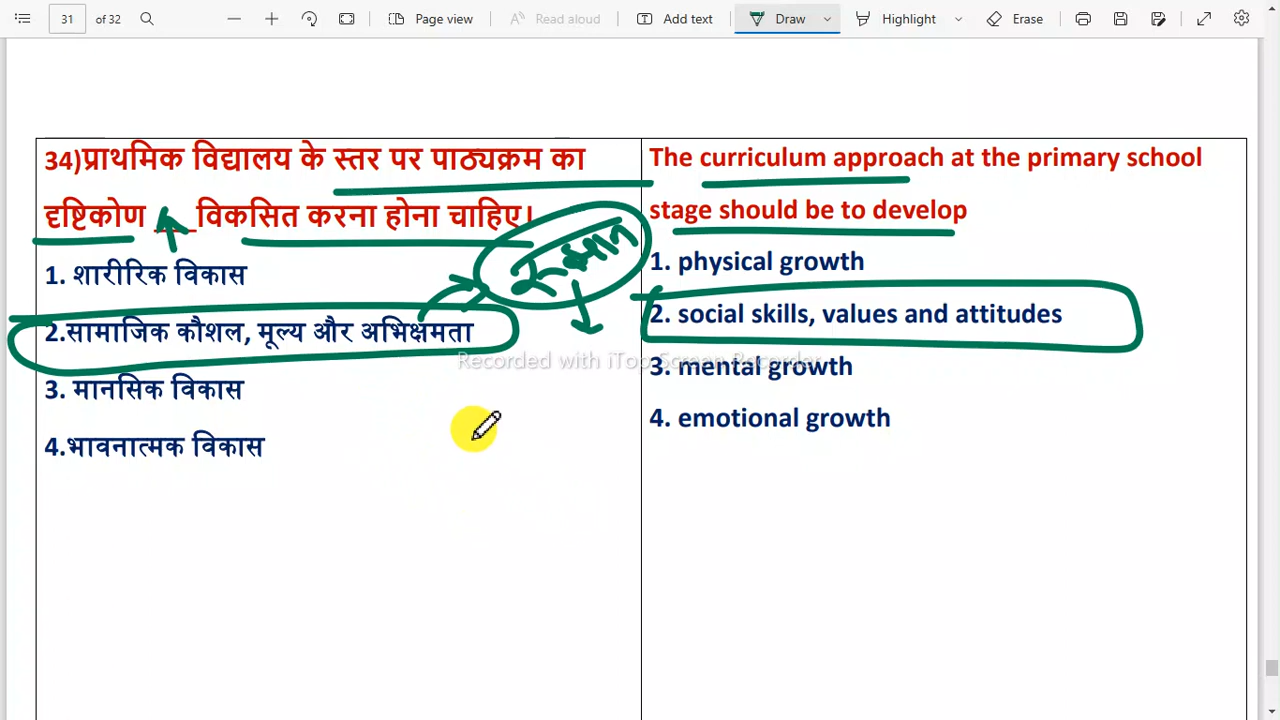 31 of 32 Page view Read aloud Add text Draw Highlight Erase
34)प्राथमिक विद्यालय के स्तर पर पाठ्यक्रम का
दृष्टिकोण ____विकसित करना होना चाहिए।
1. शारीरिक विकास
2.सामाजिक कौशल, मूल्य और अभिक्षमता
3. मानसिक विकास
4.भावनात्मक विकास
The curriculum approach at the primary school
stage should be to develop
1. physical growth
2. social skills, values and attitudes
3. mental growth
4. emotional growth
Recorded with iTop Screen Recorder